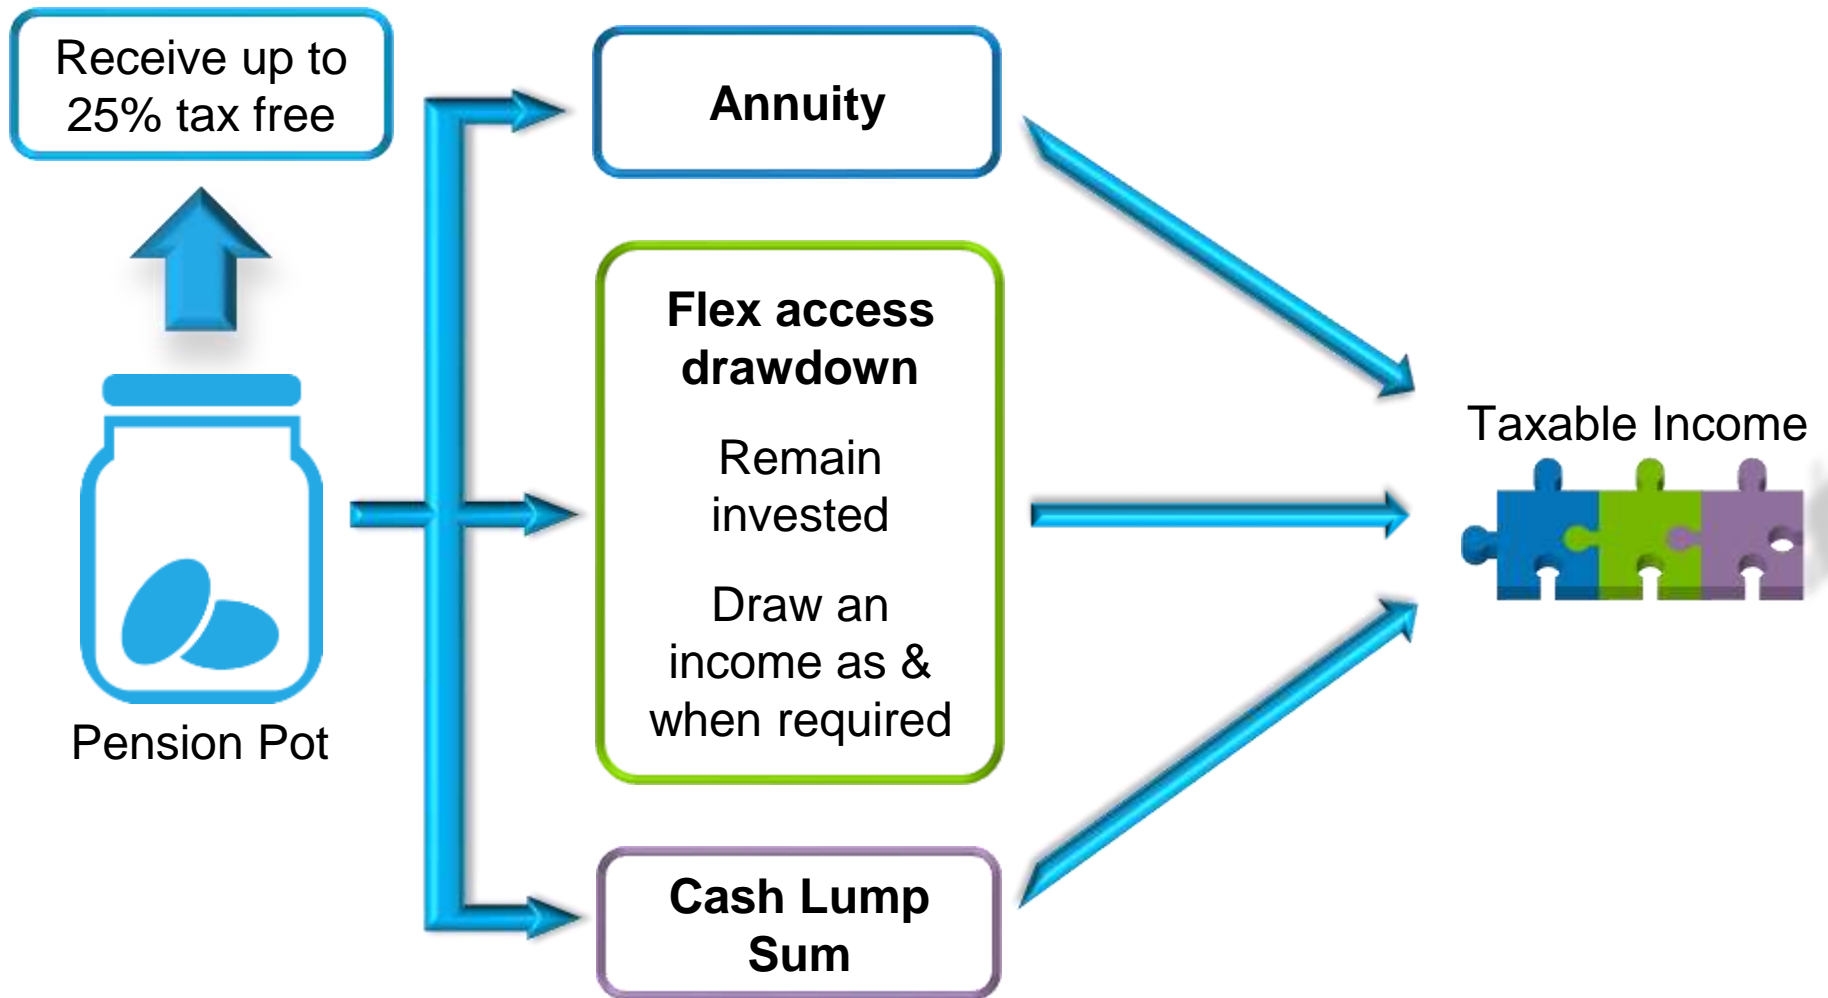 Receive up to
25% tax free
Pension Pot
Annuity
Flex access
drawdown
Remain
invested
Draw an
income as &
when required
Cash Lump
Sum
Taxable Income